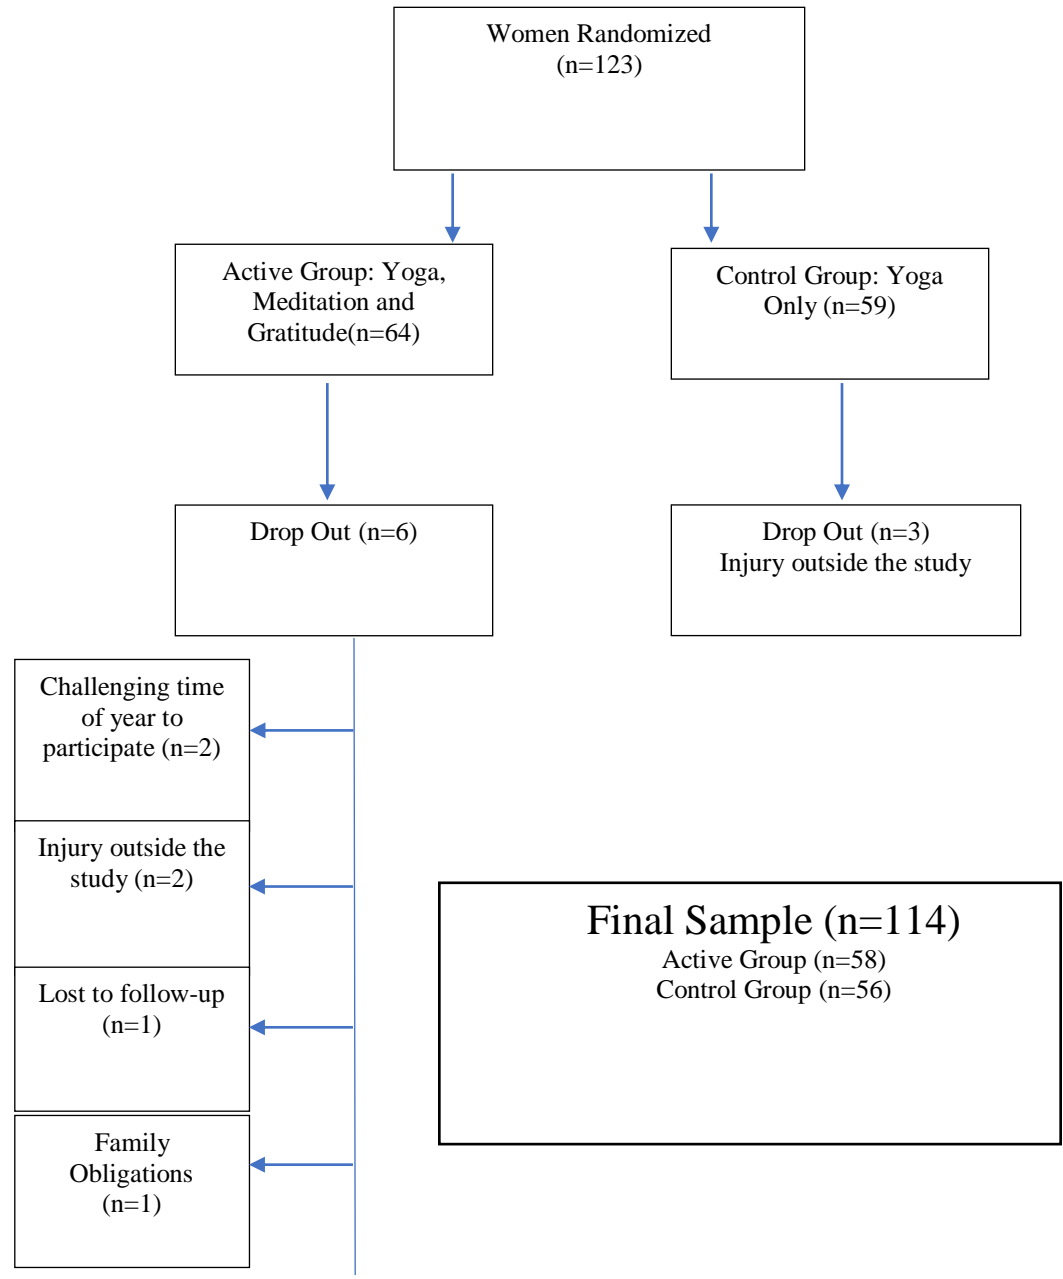 Women Randomized
(n=123)
Active Group: Yoga,
Meditation and
Gratitude(n=64)
Control Group: Yoga
Only (n=59)
Drop Out (n=6)
Drop Out (n=3)
Injury outside the study
Challenging time
of year to
participate (n=2)
Injury outside the
study (n=2)
Lost to follow-up
(n=1)
Family
Obligations
(n=1)
Final Sample (n=114)
Active Group (n=58)
Control Group (n=56)